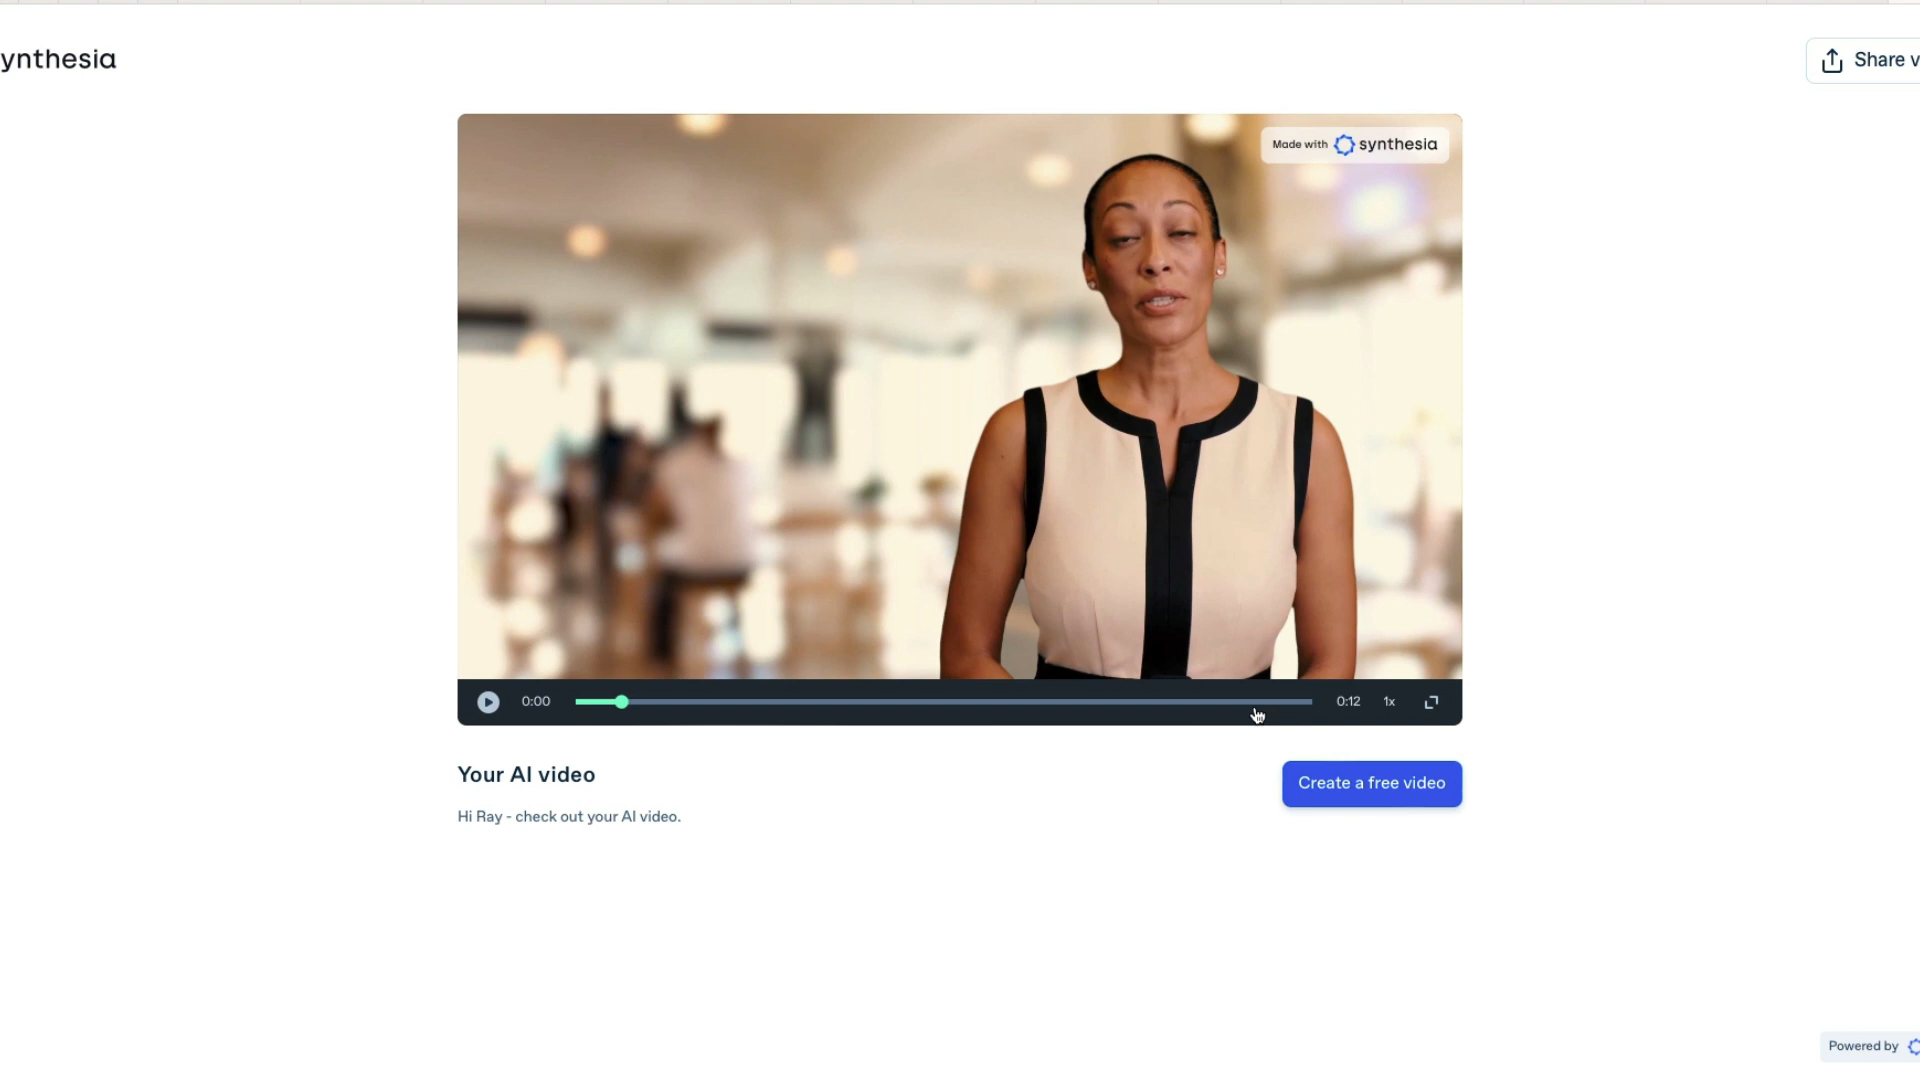 ynthesia
Share v
Made with synthesia
0:00
0:12
1x
Your AI video
Create a free video
Hi Ray - check out your AI video.
Powered by